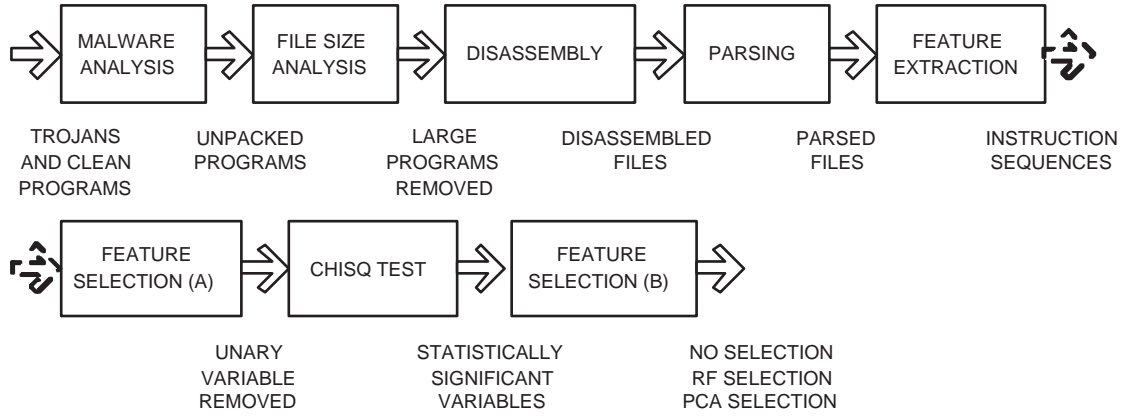 MALWARE
ANALYSIS
FILE SIZE
ANALYSIS
DISASSEMBLY
PARSING
FEATURE
EXTRACTION
TROJANS
AND CLEAN
PROGRAMS
UNPACKED
PROGRAMS
LARGE
PROGRAMS
REMOVED
DISASSEMBLED
FILES
PARSED
FILES
INSTRUCTION
SEQUENCES
FEATURE
SELECTION (A)
CHISQ TEST
FEATURE
SELECTION (B)
UNARY
VARIABLE
REMOVED
STATISTICALLY
SIGNIFICANT
VARIABLES
NO SELECTION
RF SELECTION
PCA SELECTION